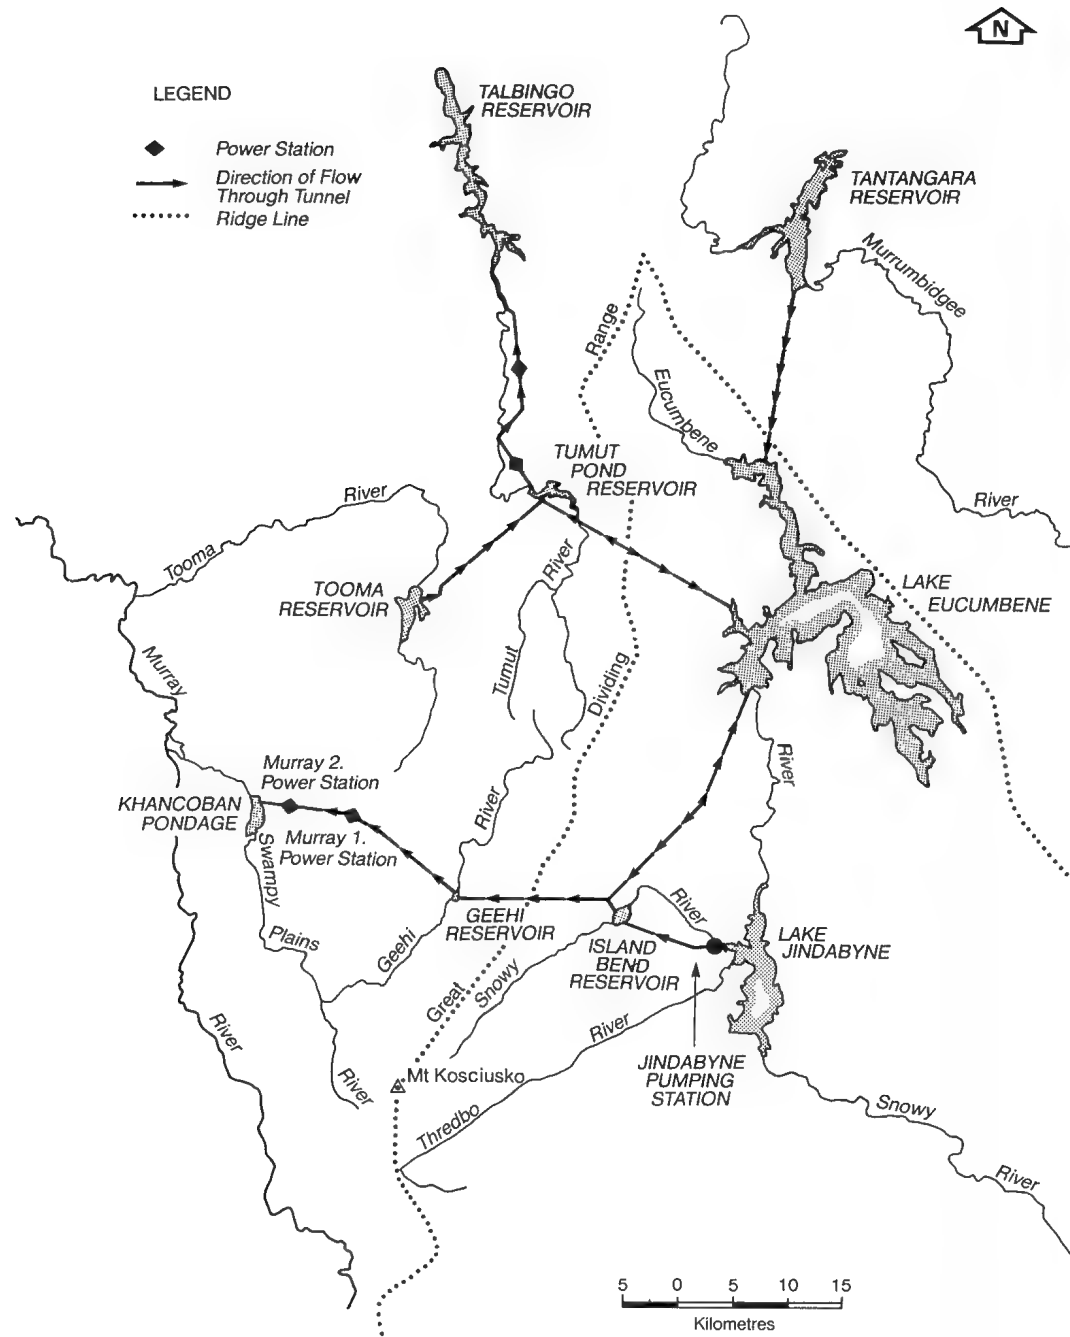 N
LEGEND
Power Station
Direction of Flow
Through Tunnel
Ridge Line
TALBINGO
RESERVOIR
TANTANGARA
RESERVOIR
Murrumbidgee
River
Range
Eucumbene
TUMUT
POND
RESERVOIR
River
Tooma
River
TOOMA
RESERVOIR
LAKE
EUCUMBENE
Murray
Tumut
Dividing
River
Murray 2.
Power Station
KHANCOBAN
PONDAGE
Murray 1.
Power Station
River
Swampy
Plains
GEEHI
RESERVOIR
Geehi
River
ISLAND
BEND
RESERVOIR
LAKE
JINDABYNE
Snowy
Great
River
River
River
JINDABYNE
PUMPING
STATION
Mt Kosciusko
Thredbo
Snowy
River
5 0 5 10 15
Kilometres